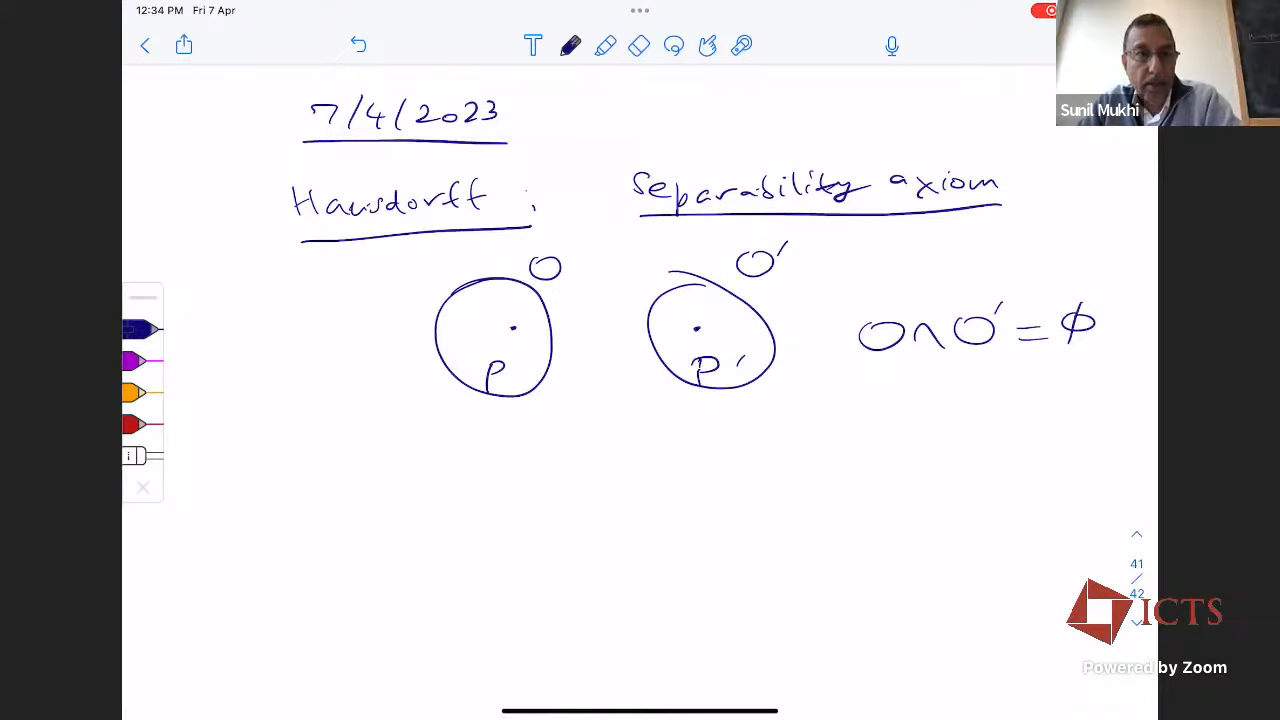 12:34 PM Fri 7 Apr
T
Sunil Mukhi
7/4/2023
Hausdorff : Separability axiom
O O′
p p′ O∩O′ = ϕ
41
/
42
ICTS
Powered by Zoom